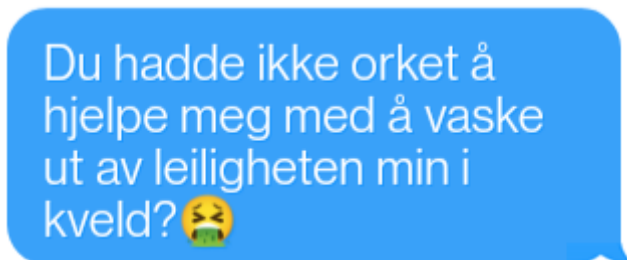 Du hadde ikke orket å
hjelpe meg med å vaske
ut av leiligheten min i
kveld?🤮